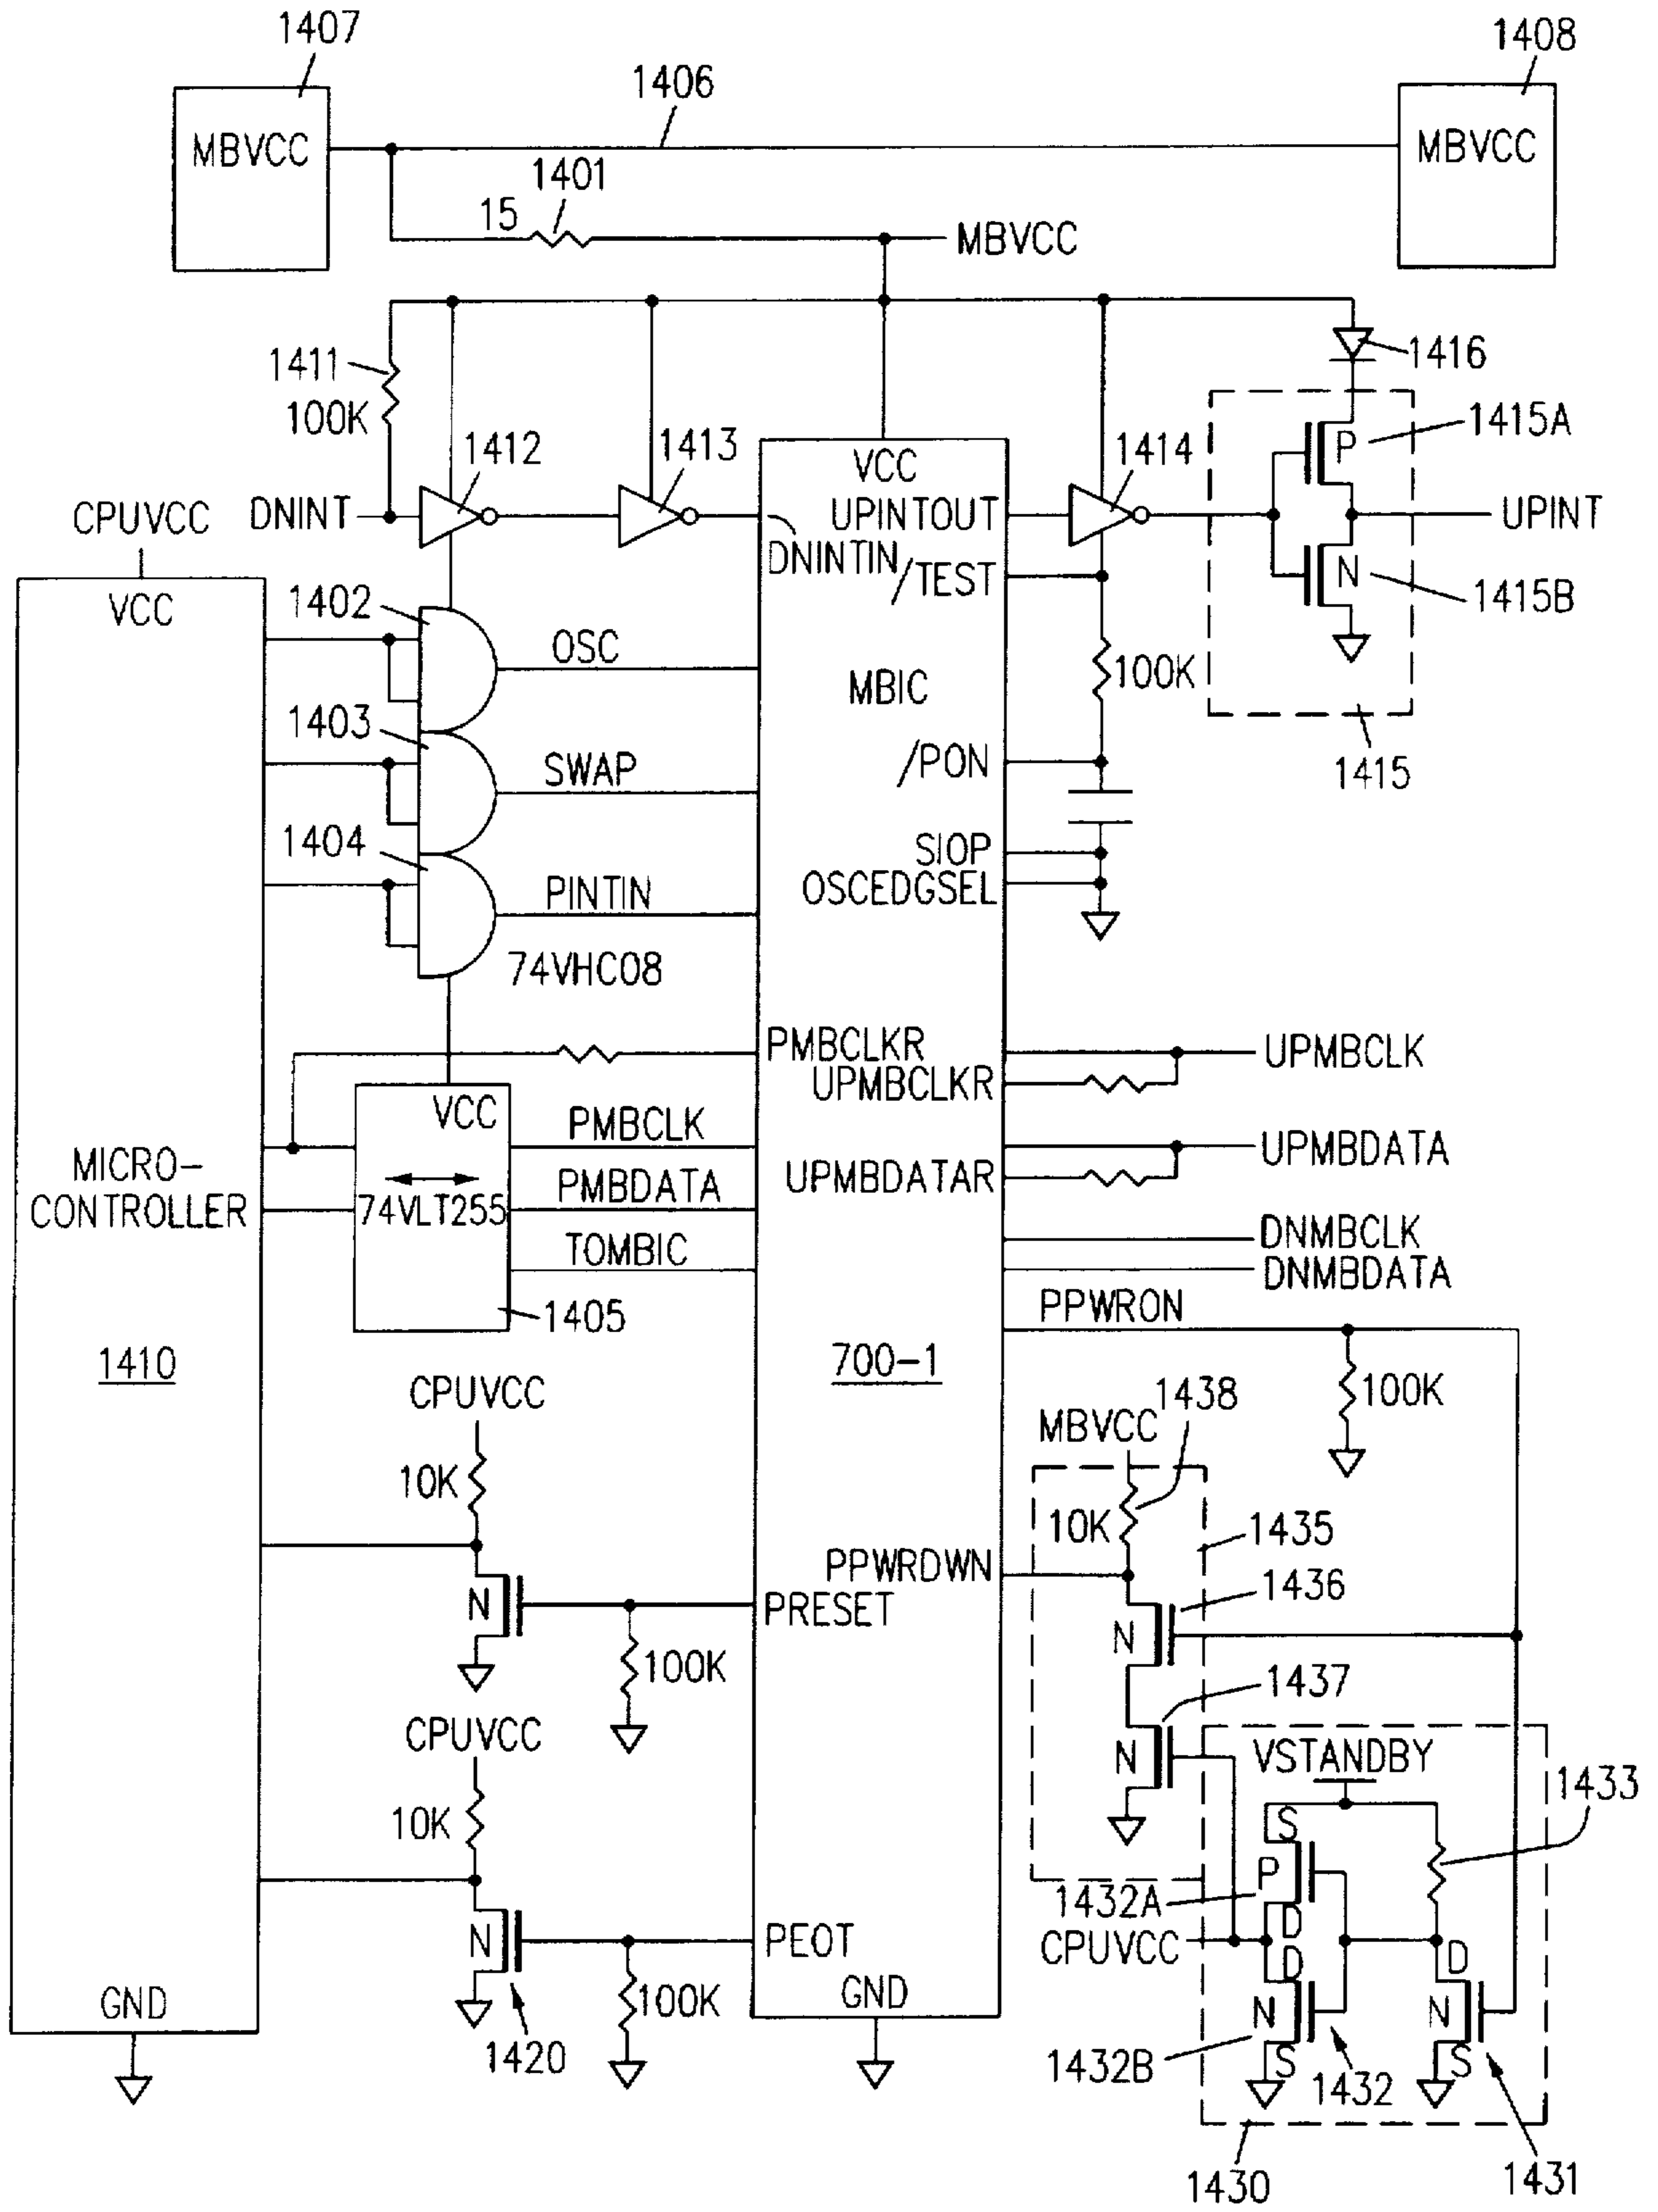 1407
1408
1406
MBVCC
MBVCC
1401
15
MBVCC
1411
1416
100K
1412
1413
1414
1415A
P
VCC
CPUVCC
DNINT
UPINTOUT
UPINT
DNINTIN
/TEST
N
1415B
VCC
1402
OSC
MBIC
100K
1403
SWAP
/PON
1415
1404
SIOP
PINTIN
OSCEDGSEL
74VHC08
PMBCLKR
UPMBCLK
UPMBCLKR
VCC
PMBCLK
UPMBDATA
MICRO-
CONTROLLER
UPMBDATAR
PMBDATA
74VLT255
DNMBCLK
TOMBIC
DNMBDATA
1405
PPWRON
1410
700-1
CPUVCC
1438
100K
MBVCC
10K
10K
1435
PPWRDWN
1436
N
PRESET
N
100K
1437
CPUVCC
N
VSTANDBY
1433
10K
S
P
1432A
D
N
PEOT
CPUVCC
D
D
GND
100K
GND
N
N
1420
1432B
S
1432
S
1430
1431